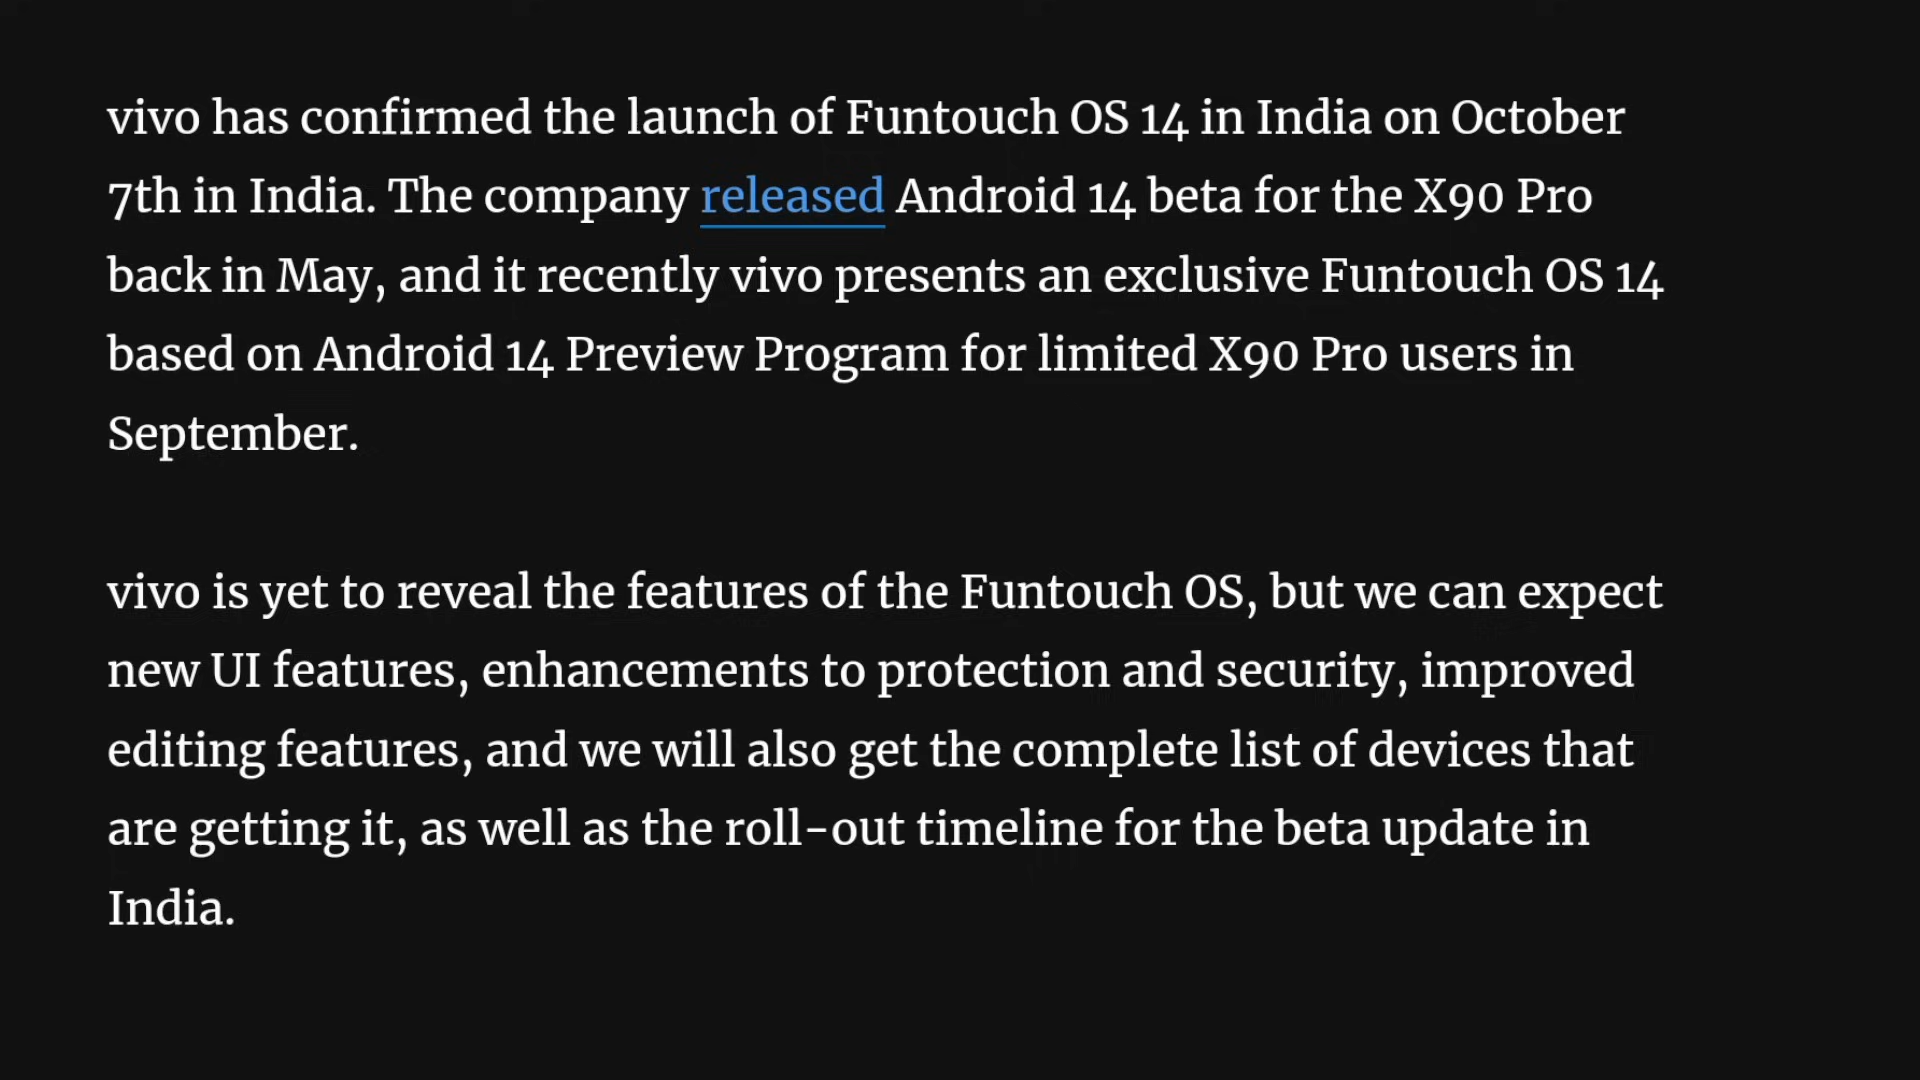 vivo has confirmed the launch of Funtouch OS 14 in India on October
7th in India. The company released Android 14 beta for the X90 Pro
back in May, and it recently vivo presents an exclusive Funtouch OS 14
based on Android 14 Preview Program for limited X90 Pro users in
September.
vivo is yet to reveal the features of the Funtouch OS, but we can expect
new UI features, enhancements to protection and security, improved
editing features, and we will also get the complete list of devices that
are getting it, as well as the roll-out timeline for the beta update in
India.